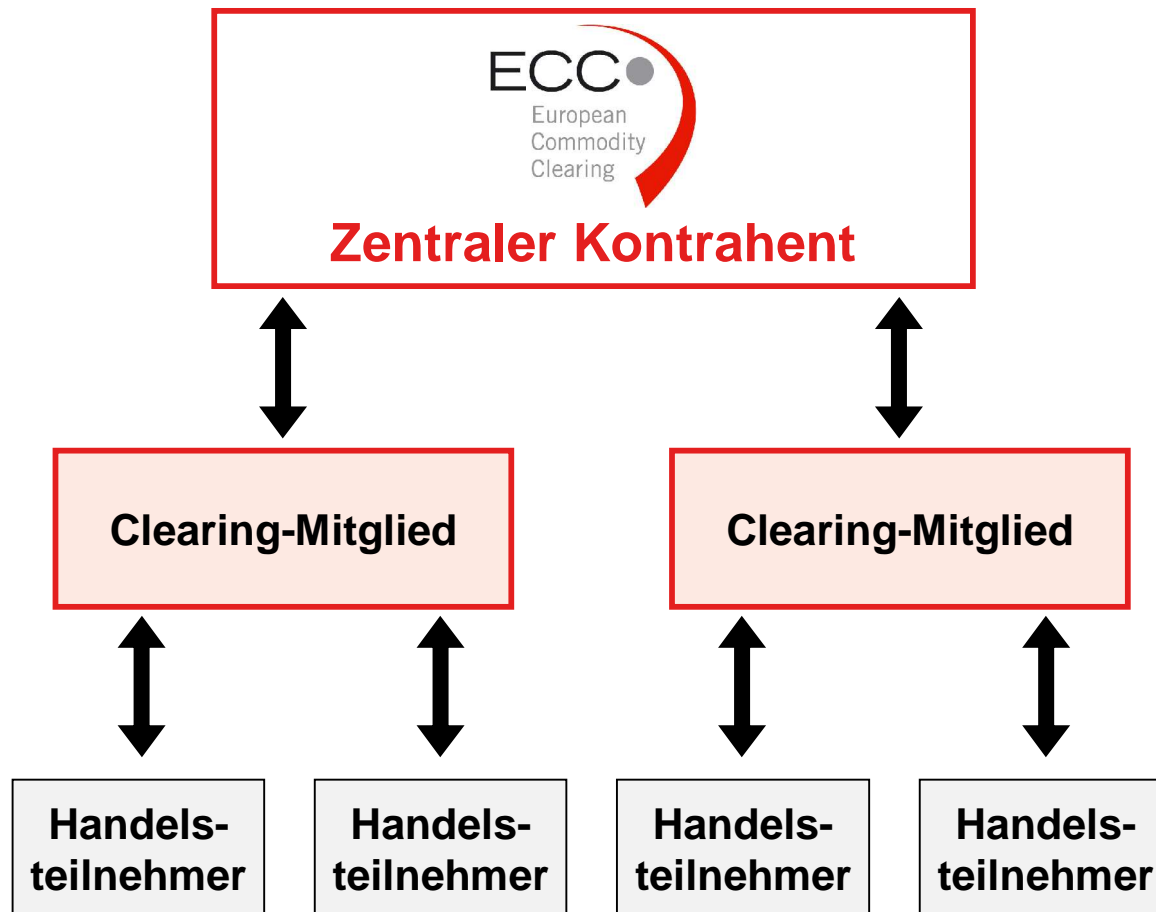 ECC
European
Commodity
Clearing
Zentraler Kontrahent
Clearing-Mitglied
Clearing-Mitglied
Handels-
teilnehmer
Handels-
teilnehmer
Handels-
teilnehmer
Handels-
teilnehmer